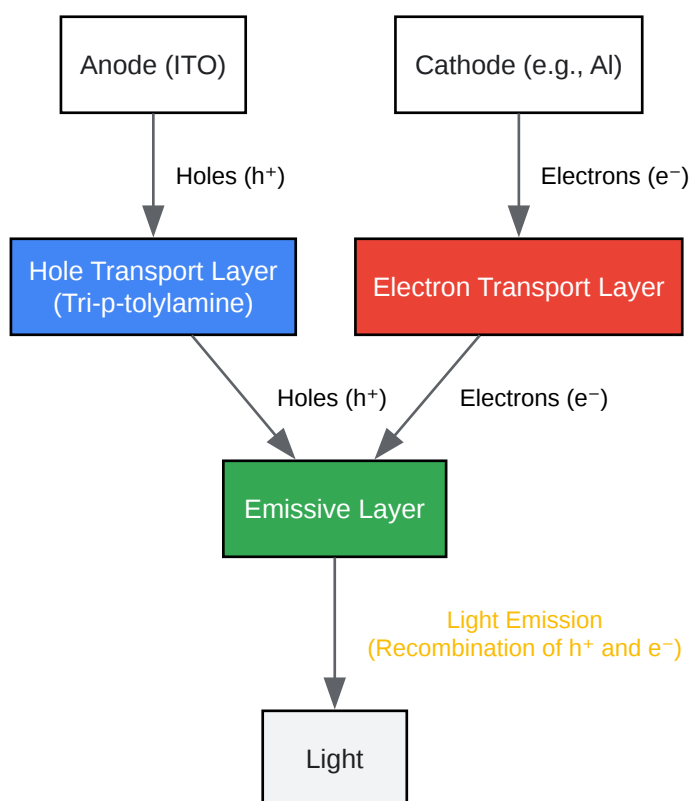 Anode (ITO)
Cathode (e.g., Al)
Holes (h⁺)
Electrons (e⁻)
Hole Transport Layer
(Tri-p-tolylamine)
Electron Transport Layer
Holes (h⁺)
Electrons (e⁻)
Emissive Layer
Light Emission
(Recombination of h⁺ and e⁻)
Light